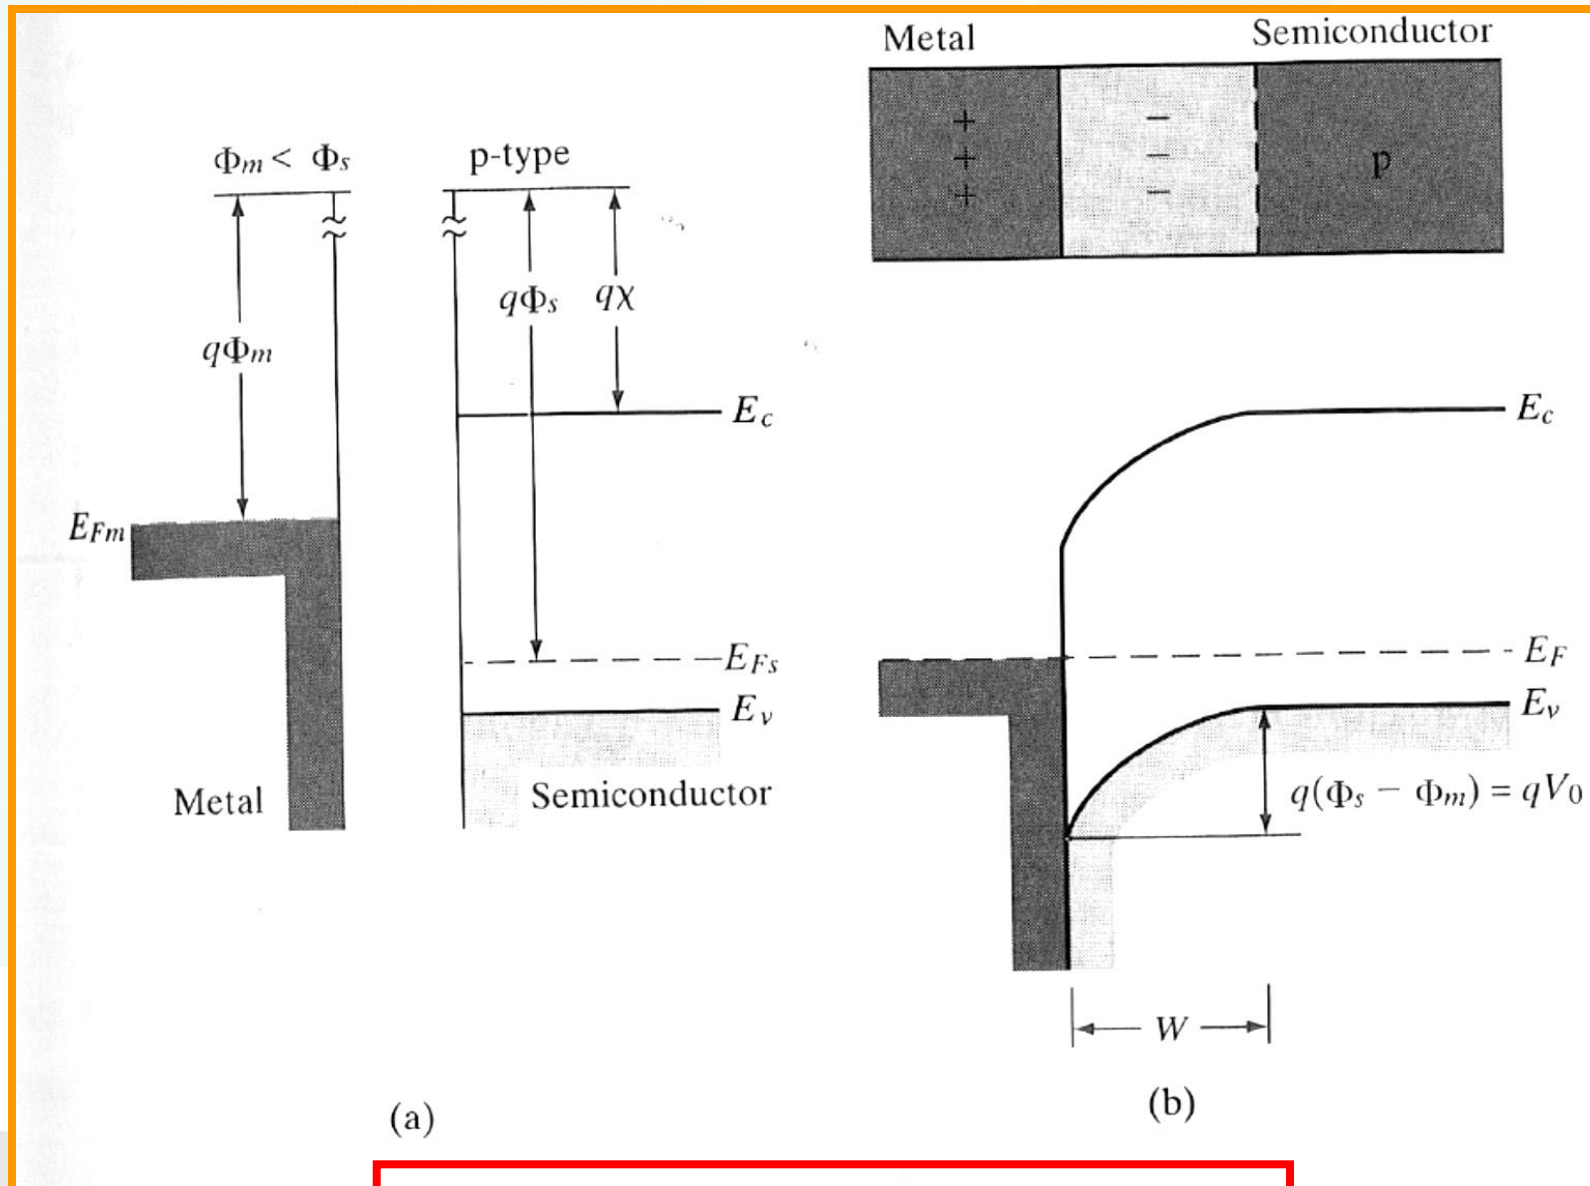 Metal
Semiconductor
Φm < Φs
p-type
+
+
+
−
−
−
p
qΦm
qΦs
qχ
Ec
EFm
EFs
Ev
Metal
Semiconductor
Ec
EF
Ev
q(Φs − Φm) = qV0
W
(a)
(b)